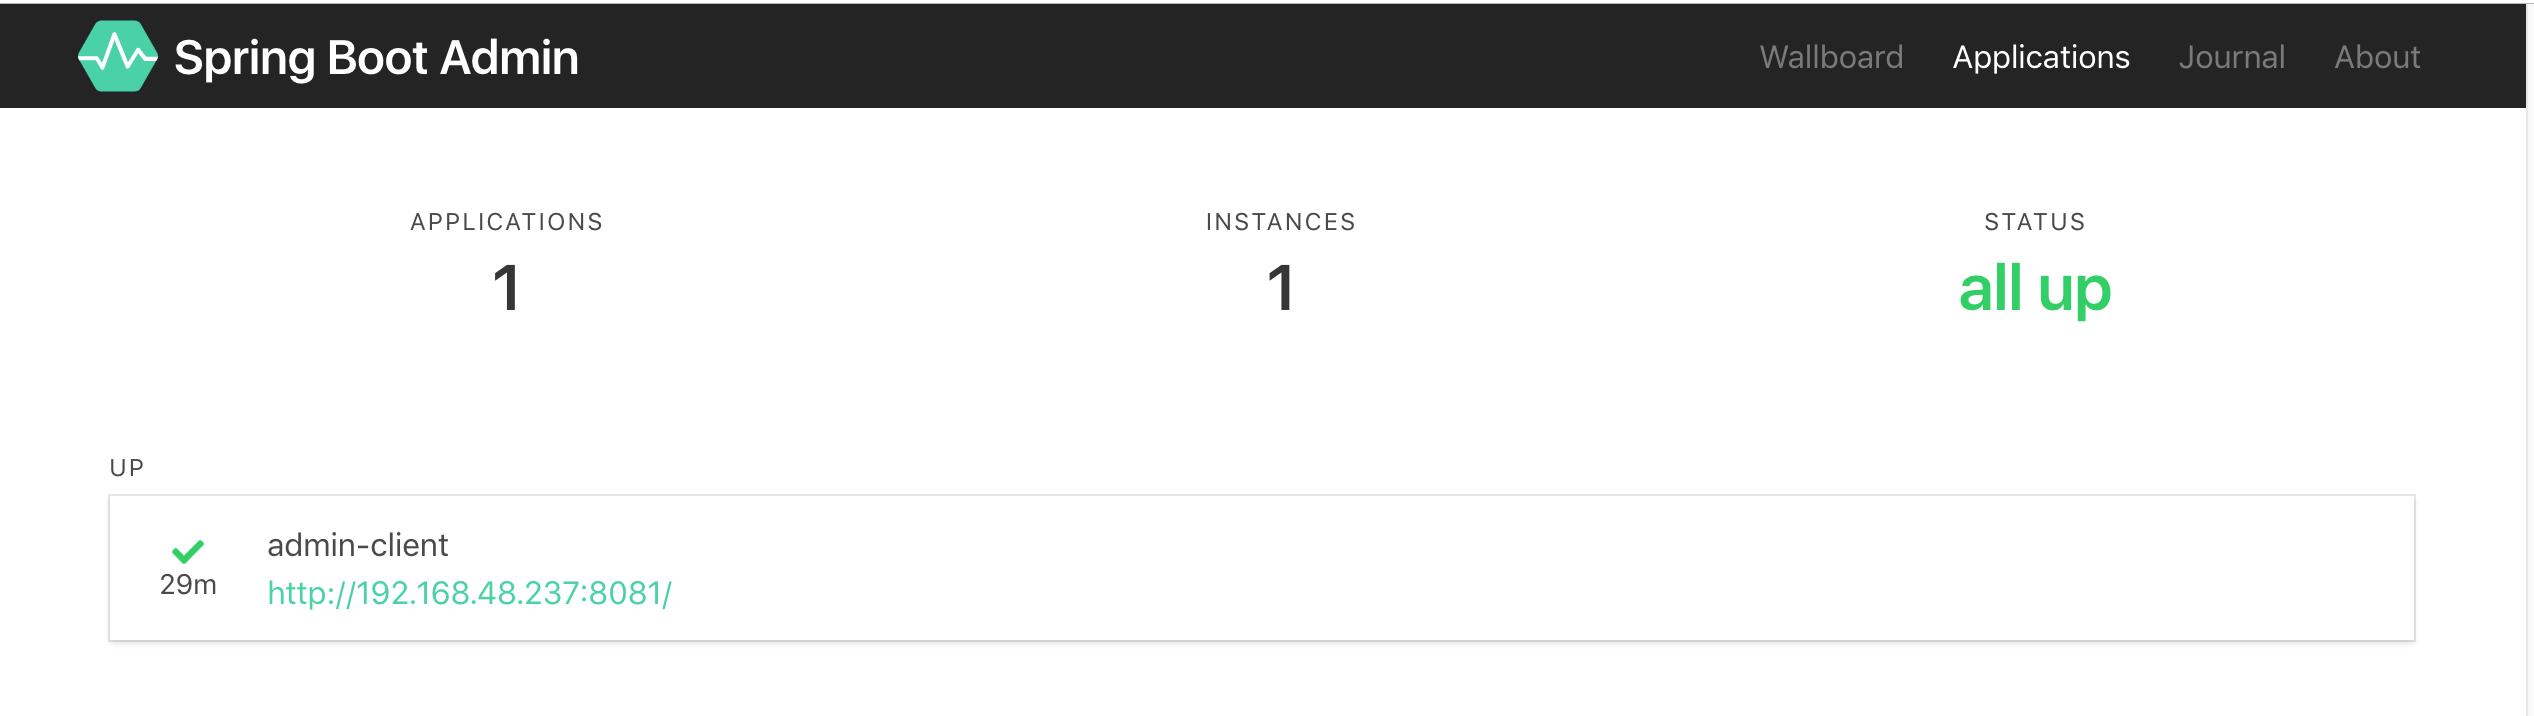 Spring Boot Admin
Wallboard Applications Journal About
APPLICATIONS
1
INSTANCES
1
STATUS
all up
UP
29m
admin-client
http://192.168.48.237:8081/